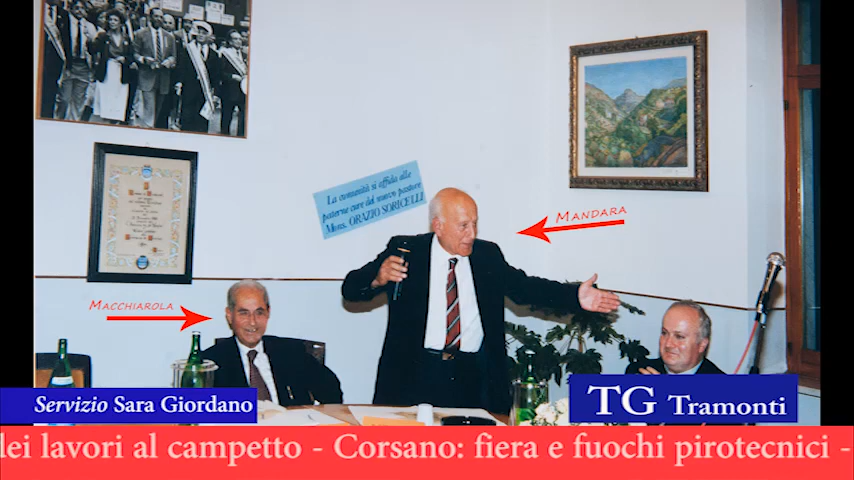 La comunità si affida alle
paterne cure del nuovo pastore
Mons. ORAZIO SORICELLI
MANDARA
MACCHIAROLA
Servizio Sara Giordano
TG Tramonti
dei lavori al campetto - Corsano: fiera e fuochi pirotecnici -